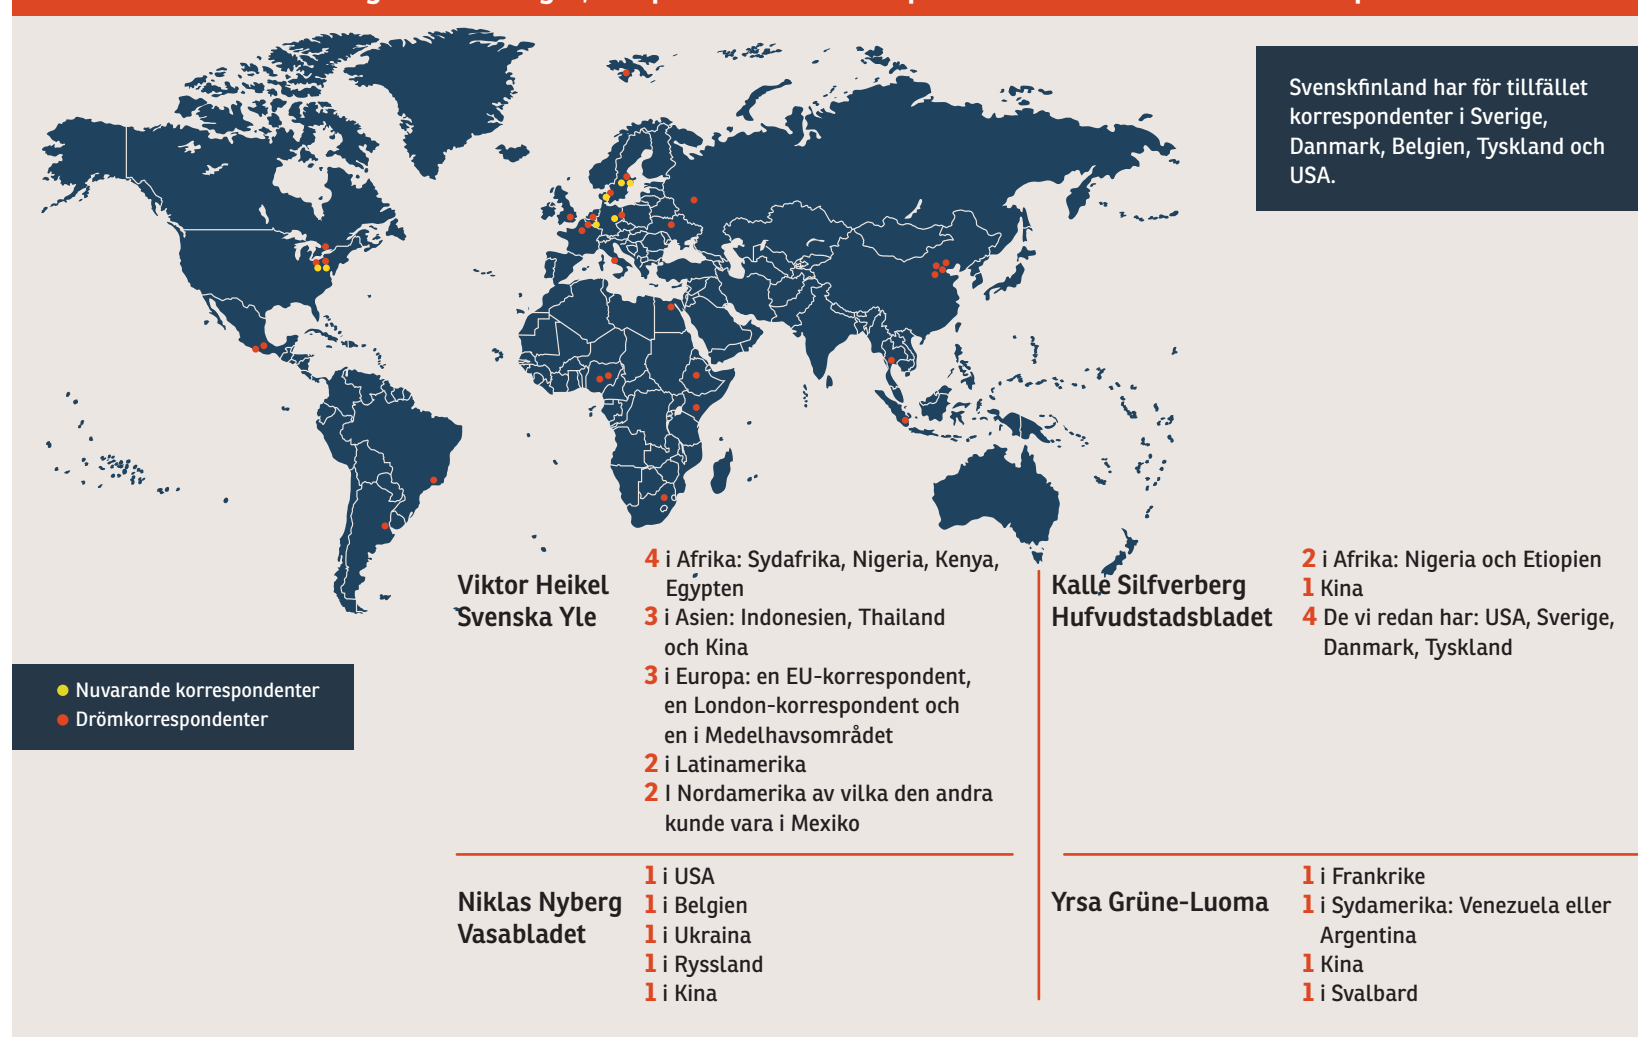 Svenskfinland har för tillfället
korrespondenter i Sverige,
Danmark, Belgien, Tyskland och
USA.
Nuvarande korrespondenter
Drömkorrespondenter
Viktor Heikel
Svenska Yle
4 i Afrika: Sydafrika, Nigeria, Kenya,
Egypten
3 i Asien: Indonesien, Thailand
och Kina
3 i Europa: en EU-korrespondent,
en London-korrespondent och
en i Medelhavsområdet
2 i Latinamerika
2 I Nordamerika av vilka den andra
kunde vara i Mexiko
Kalle Silfverberg
Hufvudstadsbladet
2 i Afrika: Nigeria och Etiopien
1 Kina
4 De vi redan har: USA, Sverige,
Danmark, Tyskland
Niklas Nyberg
Vasabladet
1 i USA
1 i Belgien
1 i Ukraina
1 i Ryssland
1 i Kina
Yrsa Grüne-Luoma
1 i Frankrike
1 i Sydamerika: Venezuela eller
Argentina
1 Kina
1 i Svalbard